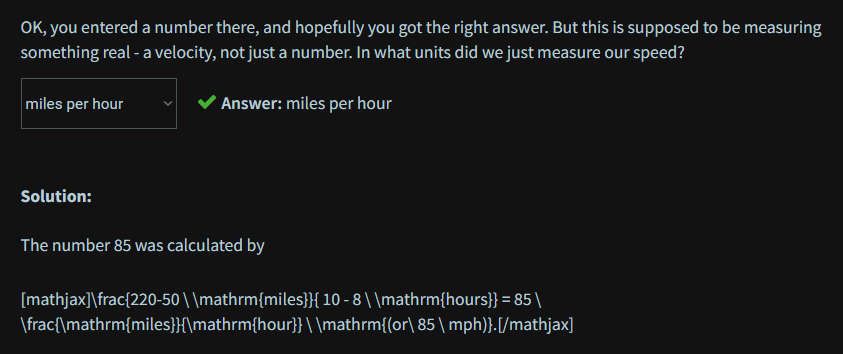 OK, you entered a number there, and hopefully you got the right answer. But this is supposed to be measuring
something real - a velocity, not just a number. In what units did we just measure our speed?
miles per hour
Answer: miles per hour
Solution:
The number 85 was calculated by
[mathjax]\frac{220-50 \ \mathrm{miles}}{ 10 - 8 \ \mathrm{hours}} = 85 \
\frac{\mathrm{miles}}{\mathrm{hour}} \ \mathrm{(or\ 85 \ mph)}.[/mathjax]